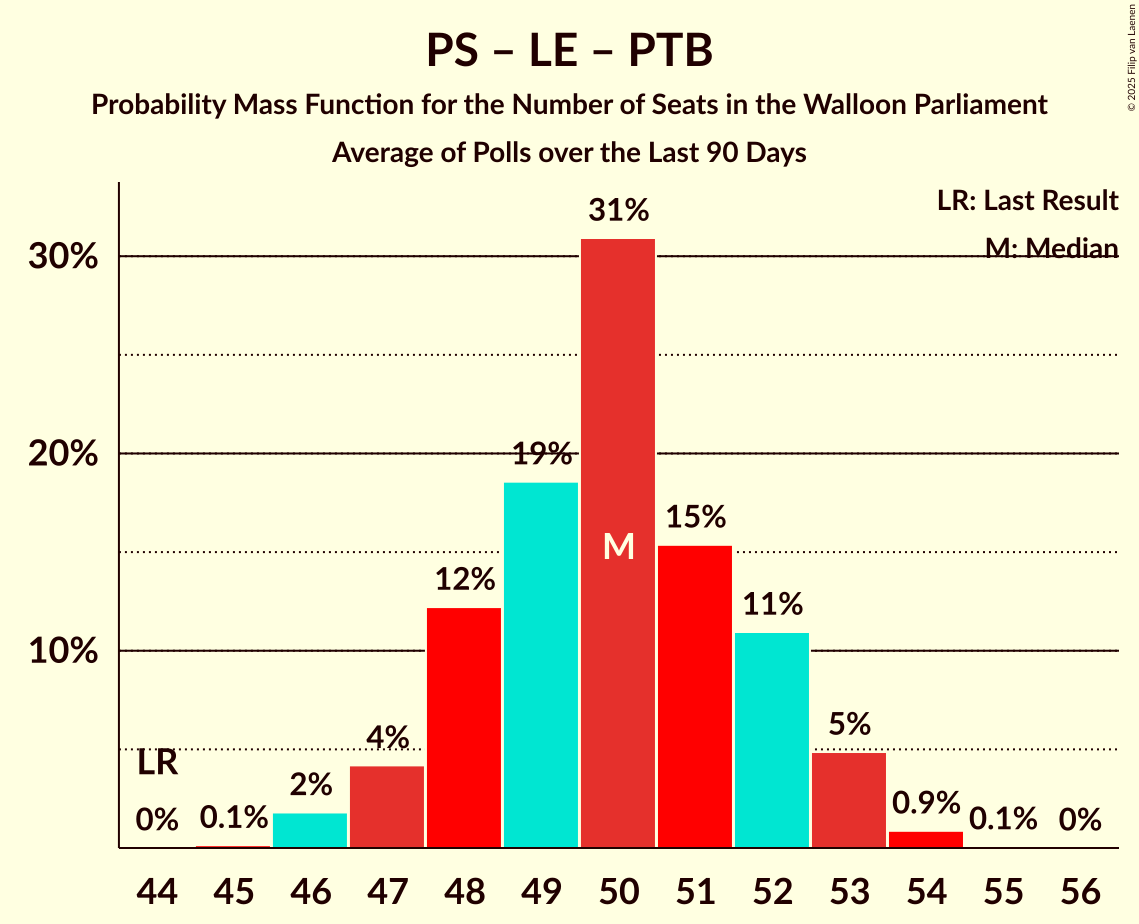 PS – LE – PTB
Probability Mass Function for the Number of Seats in the Walloon Parliament
Average of Polls over the Last 90 Days
© 2025 Filip van Laenen
LR: Last Result
M: Median
30%
20%
10%
LR
0%
0.1%
2%
4%
12%
19%
31%
M
15%
11%
5%
0.9%
0.1%
0%
44 45 46 47 48 49 50 51 52 53 54 55 56